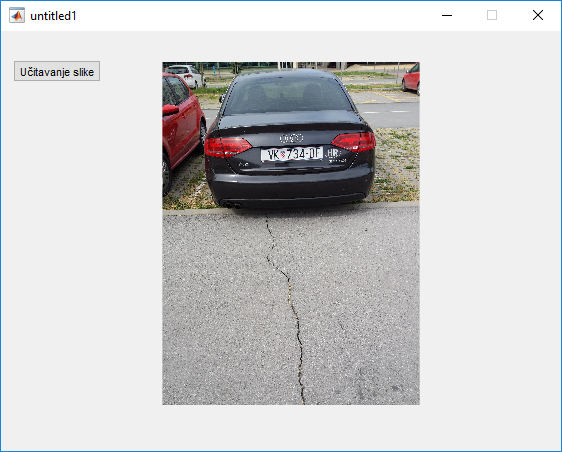 untitled1
Učitavanje slike
VK 734-DF
HR